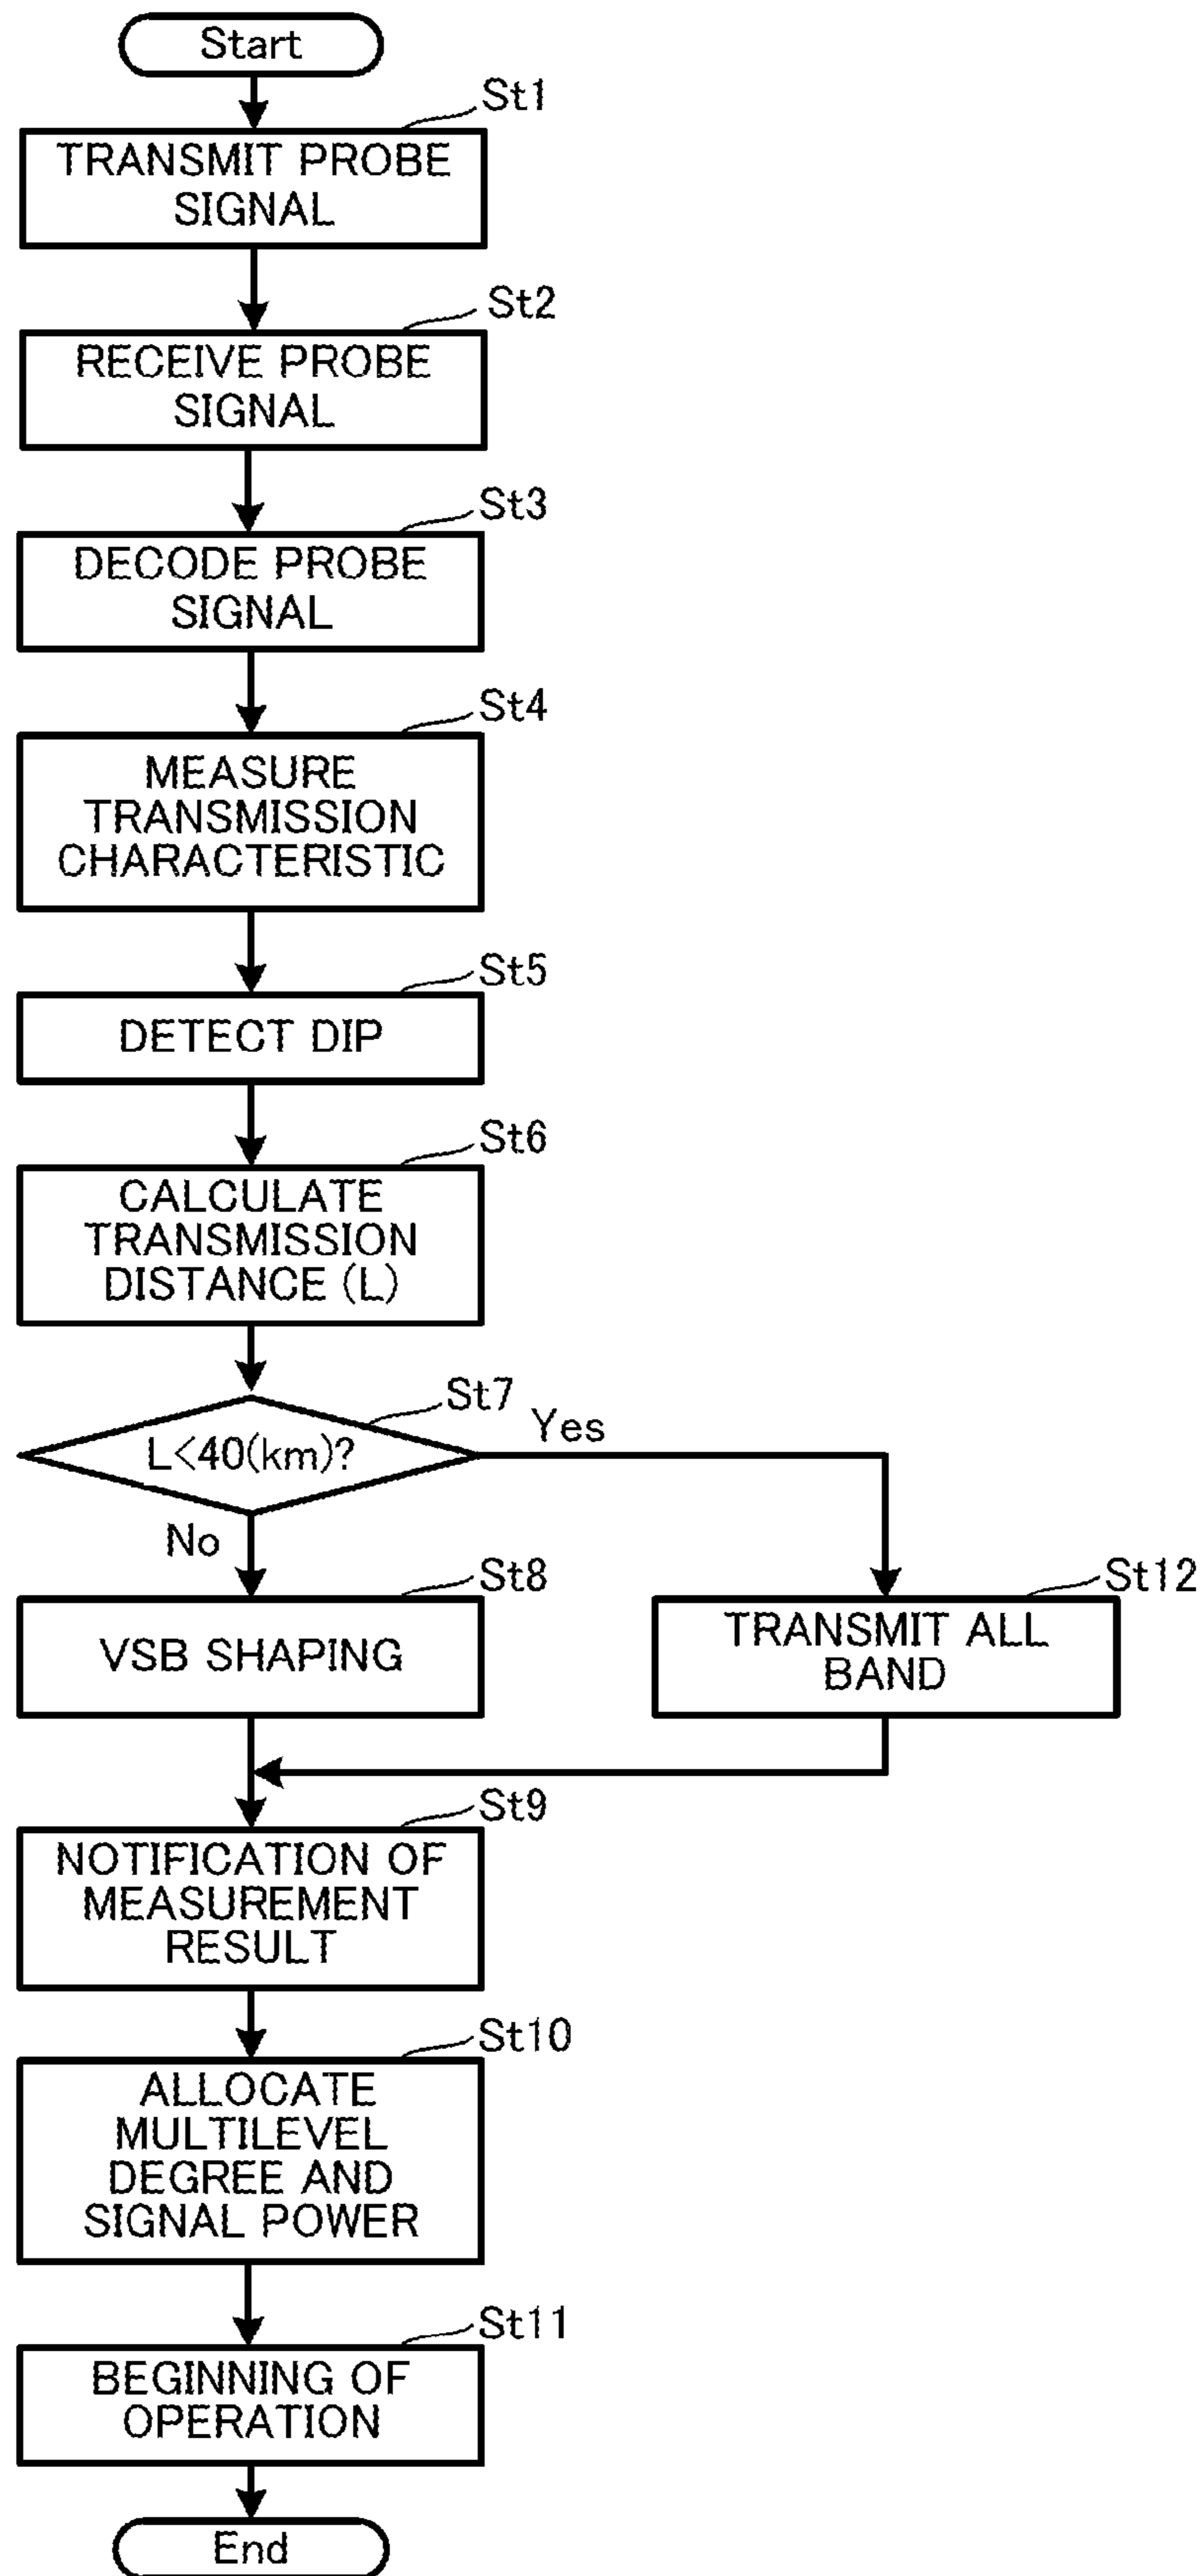 Start
St1
TRANSMIT PROBE
SIGNAL
St2
RECEIVE PROBE
SIGNAL
St3
DECODE PROBE
SIGNAL
St4
MEASURE
TRANSMISSION
CHARACTERISTIC
St5
DETECT DIP
St6
CALCULATE
TRANSMISSION
DISTANCE (L)
St7
L<40(km)?
Yes
No
St8
VSB SHAPING
St12
TRANSMIT ALL
BAND
St9
NOTIFICATION OF
MEASUREMENT
RESULT
St10
ALLOCATE
MULTILEVEL
DEGREE AND
SIGNAL POWER
St11
BEGINNING OF
OPERATION
End